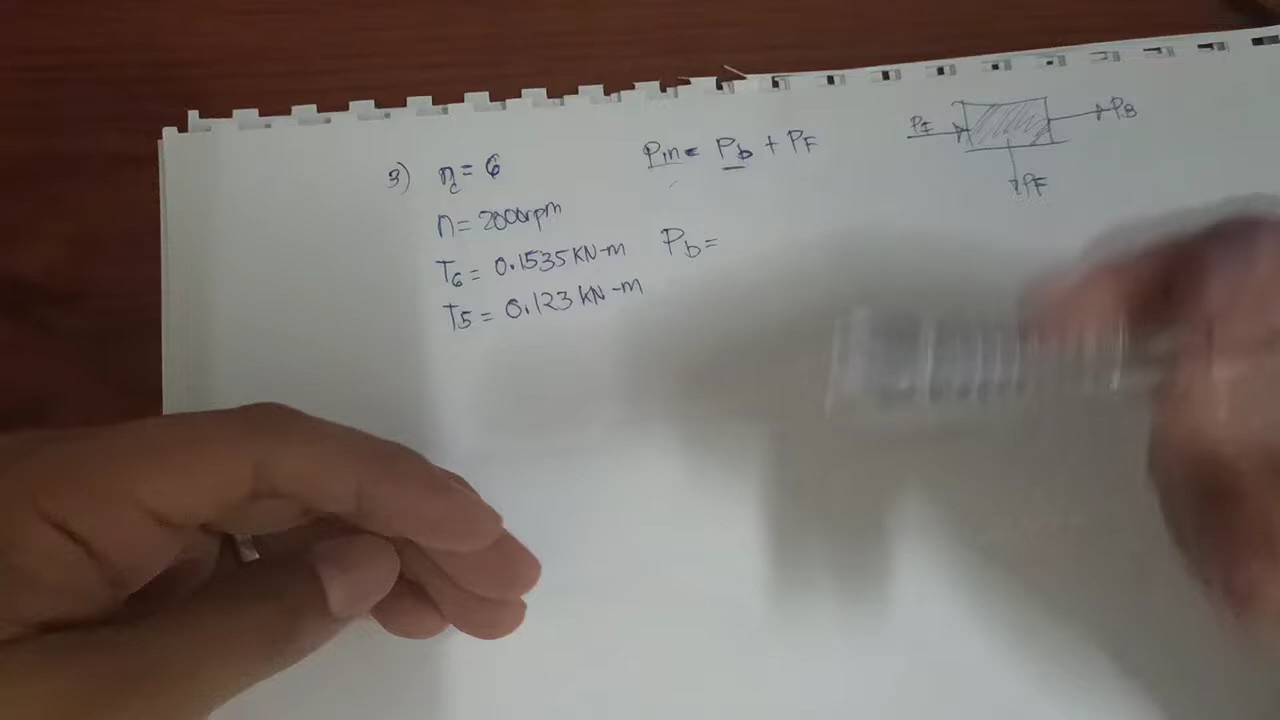 3) nc = 6
Pin = Pb + PF
PI
PB
PF
n = 2000rpm
T6 = 0.1535 KN-m
Pb =
T5 = 0.123 KN-m